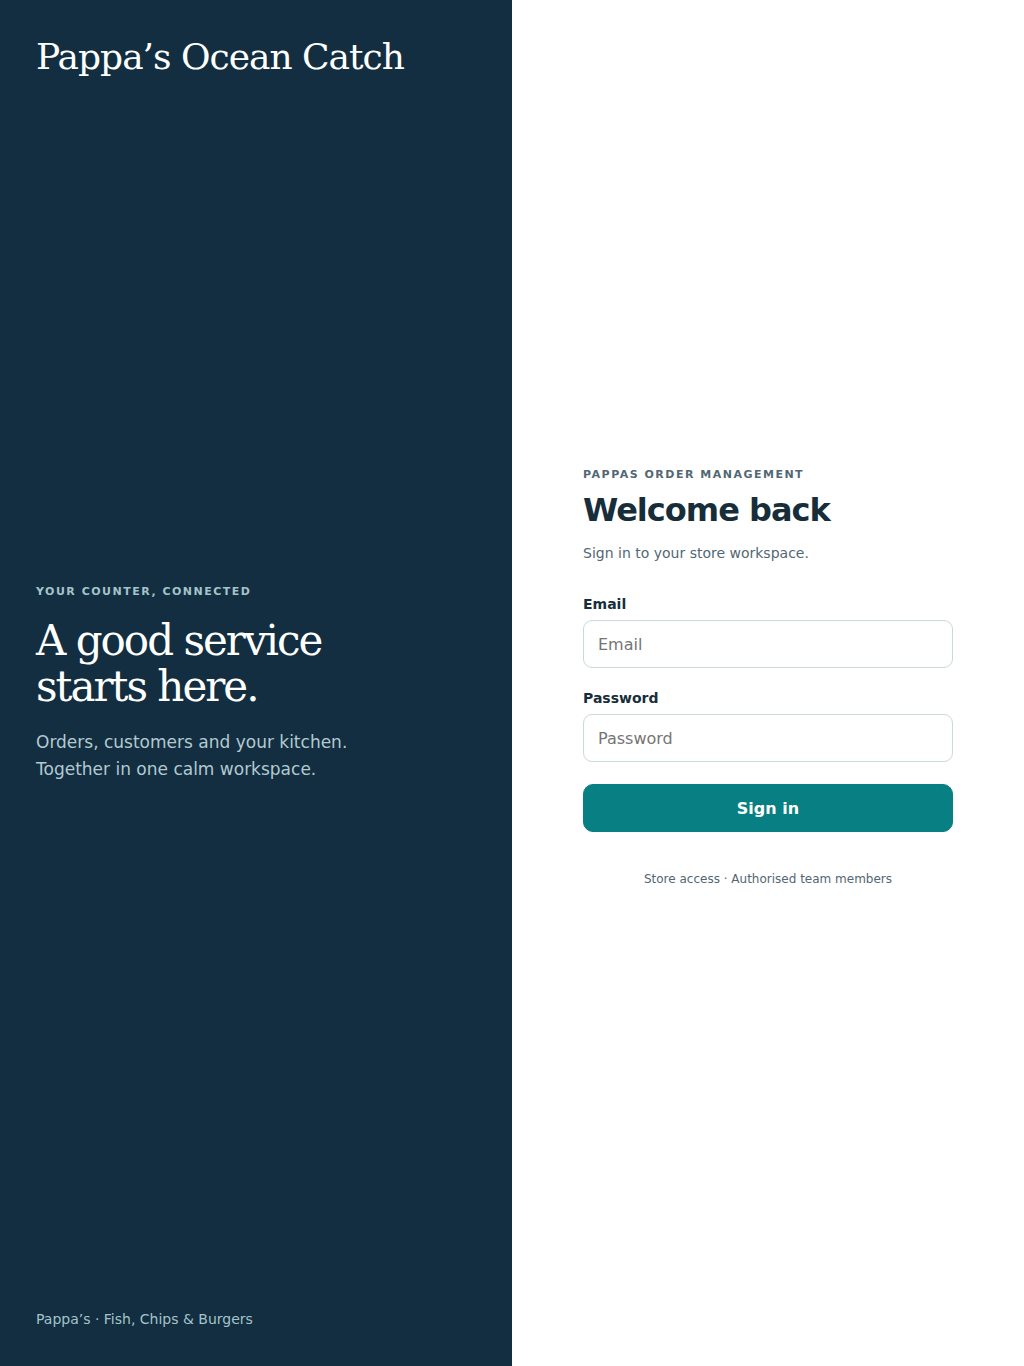 Pappa’s Ocean Catch
YOUR COUNTER, CONNECTED
A good service
starts here.
Orders, customers and your kitchen.
Together in one calm workspace.
Pappa’s · Fish, Chips & Burgers
PAPPAS ORDER MANAGEMENT
Welcome back
Sign in to your store workspace.
Email
Email
Password
Password
Sign in
Store access · Authorised team members